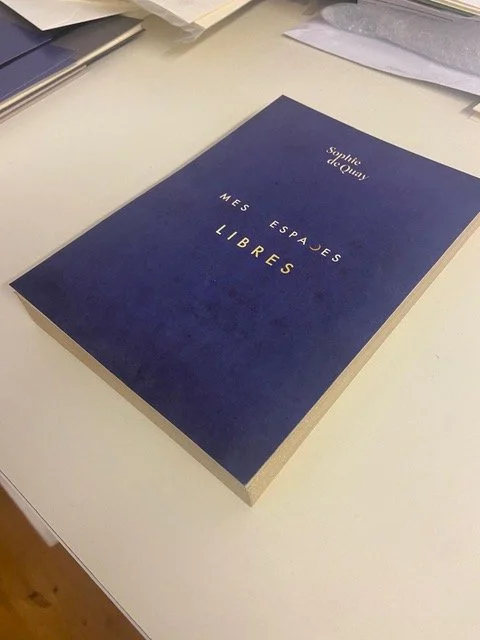 Sophie
de Quay
MES ESPACES
LIBRES